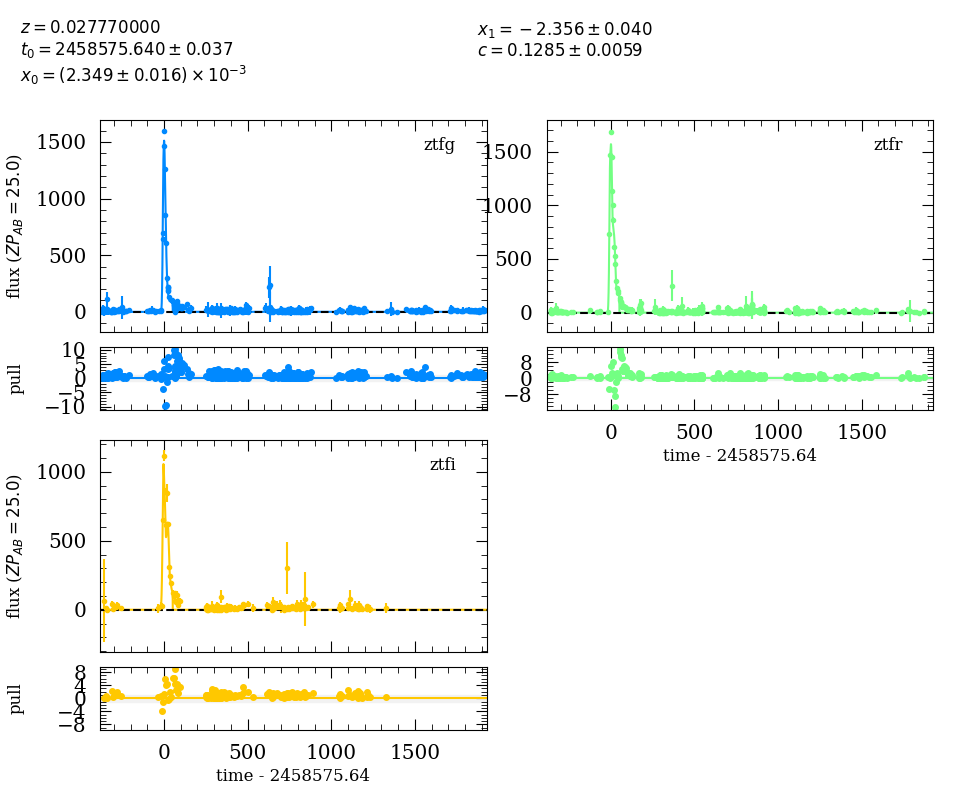 z = 0.027770000
t₀ = 2458575.640 ± 0.037
x₀ = (2.349 ± 0.016) × 10⁻³
x₁ = −2.356 ± 0.040
c = 0.1285 ± 0.0059
ztfg
1500
1000
500
0
flux (ZP_AB = 25.0)
10
5
0
−5
−10
pull
ztfr
1500
1000
500
0
8
0
−8
0 500 1000 1500
time - 2458575.64
ztfi
1000
500
0
flux (ZP_AB = 25.0)
8
4
0
−4
−8
pull
0 500 1000 1500
time - 2458575.64